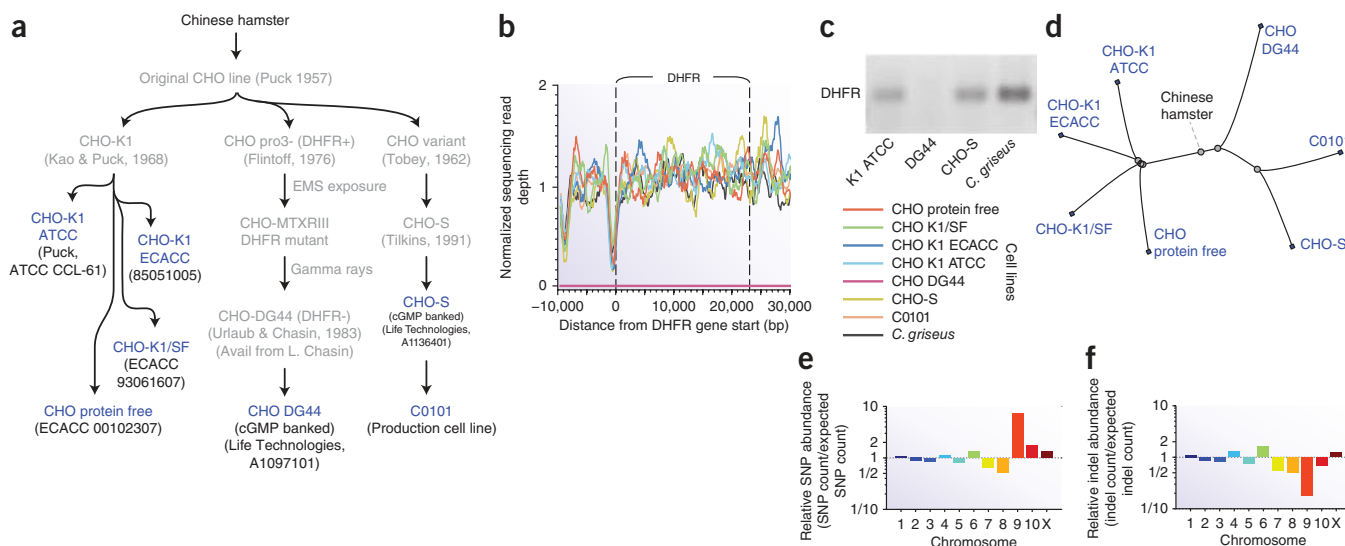 a
Chinese hamster
Original CHO line (Puck 1957)
CHO-K1
(Kao & Puck, 1968)
CHO pro3- (DHFR+)
(Flintoff, 1976)
CHO variant
(Tobey, 1962)
EMS exposure
CHO-K1
ATCC
(Puck,
ATCC CCL-61)
CHO-K1
ECACC
(85051005)
CHO-MTXRIII
DHFR mutant
CHO-S
(Tilkins, 1991)
Gamma rays
CHO-K1/SF
(ECACC
93061607)
CHO-DG44 (DHFR-)
(Urlaub & Chasin, 1983)
(Avail from L. Chasin)
CHO-S
(cGMP banked)
(Life Technologies,
A1136401)
CHO protein free
(ECACC 00102307)
CHO DG44
(cGMP banked)
(Life Technologies,
A1097101)
C0101
(Production cell line)
b
DHFR
Normalized sequencing read
depth
2
1
0
−10,000 0 10,000 20,000 30,000
Distance from DHFR gene start (bp)
c
DHFR
K1 ATCC
DG44
CHO-S
C. griseus
CHO protein free
CHO K1/SF
CHO K1 ECACC
CHO K1 ATCC
CHO DG44
CHO-S
C0101
C. griseus
Cell lines
d
CHO-K1
ATCC
CHO
DG44
CHO-K1
ECACC
Chinese
hamster
C0101
CHO-K1/SF
CHO
protein free
CHO-S
e
Relative SNP abundance
(SNP count/expected
SNP count)
10
2
1
1/2
1/10
1 2 3 4 5 6 7 8 9 10 X
Chromosome
f
Relative indel abundance
(indel count/expected
indel count)
10
2
1
1/2
1/10
1 2 3 4 5 6 7 8 9 10 X
Chromosome